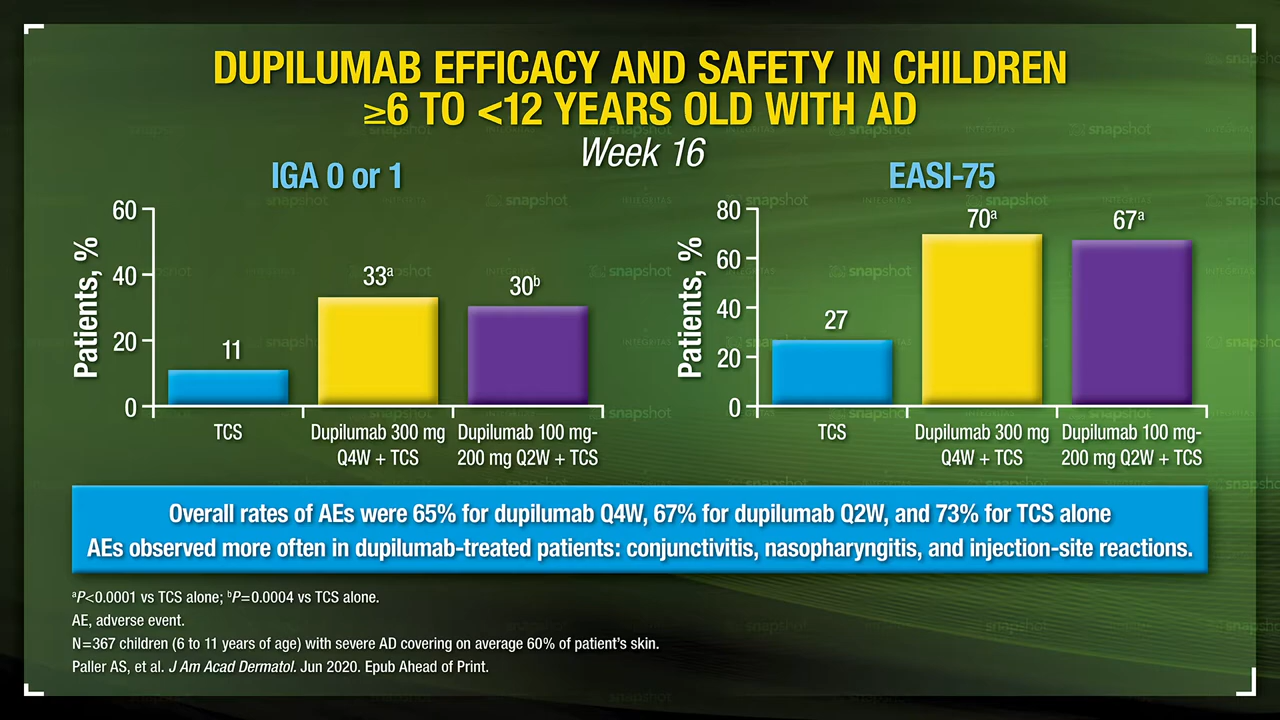 DUPILUMAB EFFICACY AND SAFETY IN CHILDREN
≥6 TO <12 YEARS OLD WITH AD
Week 16
IGA 0 or 1
Patients, %
60
40
20
0
11
33ᵃ
30ᵇ
TCS
Dupilumab 300 mg
Q4W + TCS
Dupilumab 100 mg-
200 mg Q2W + TCS
EASI-75
Patients, %
80
60
40
20
0
27
70ᵃ
67ᵃ
TCS
Dupilumab 300 mg
Q4W + TCS
Dupilumab 100 mg-
200 mg Q2W + TCS
Overall rates of AEs were 65% for dupilumab Q4W, 67% for dupilumab Q2W, and 73% for TCS alone
AEs observed more often in dupilumab-treated patients: conjunctivitis, nasopharyngitis, and injection-site reactions.
ᵃP<0.0001 vs TCS alone; ᵇP=0.0004 vs TCS alone.
AE, adverse event.
N=367 children (6 to 11 years of age) with severe AD covering on average 60% of patient's skin.
Paller AS, et al. J Am Acad Dermatol. Jun 2020. Epub Ahead of Print.